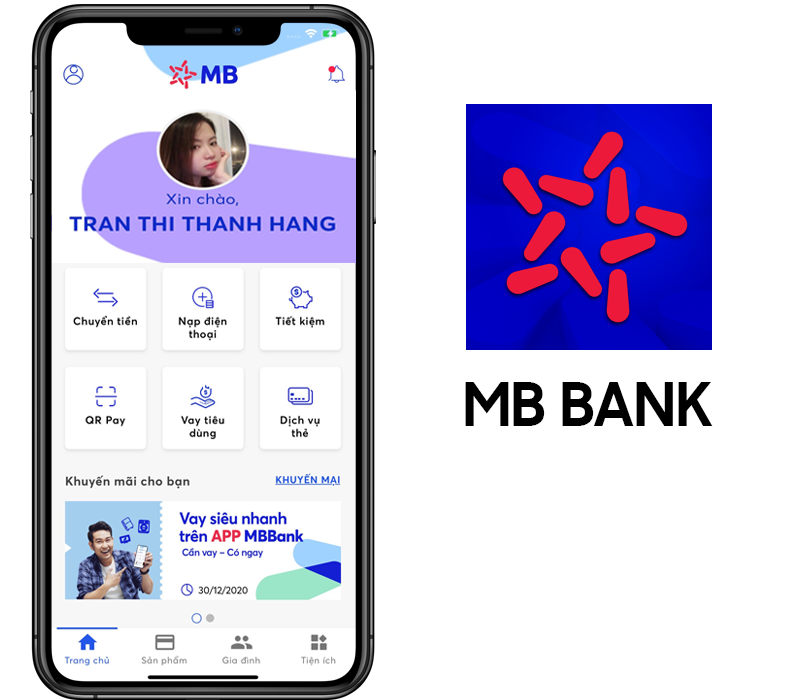 MB
Xin chào,
TRAN THI THANH HANG
Chuyển tiền
Nạp điện
thoại
Tiết kiệm
QR Pay
Vay tiêu
dùng
Dịch vụ
thẻ
Khuyến mãi cho bạn
KHUYẾN MẠI
Vay siêu nhanh
trên APP MBBank
Cần vay – Có ngay
30/12/2020
Trang chủ
Sản phẩm
Gia đình
Tiện ích
MB BANK